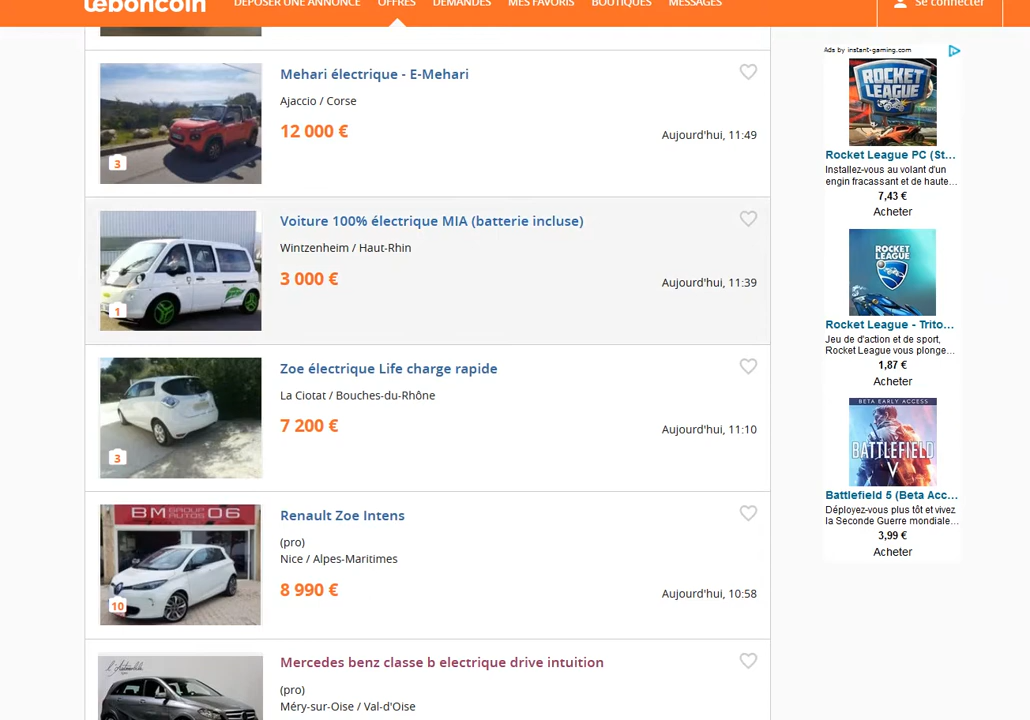 leboncoin
DÉPOSER UNE ANNONCE
OFFRES
DEMANDES
MES FAVORIS
BOUTIQUES
MESSAGES
Se connecter
Mehari électrique - E-Mehari
Ajaccio / Corse
12 000 €
Aujourd'hui, 11:49
3
Voiture 100% électrique MIA (batterie incluse)
Wintzenheim / Haut-Rhin
3 000 €
Aujourd'hui, 11:39
1
Zoe électrique Life charge rapide
La Ciotat / Bouches-du-Rhône
7 200 €
Aujourd'hui, 11:10
3
BM GROUP AUTOS 06
Renault Zoe Intens
(pro)
Nice / Alpes-Maritimes
8 990 €
Aujourd'hui, 10:58
10
l'Automobile
Mercedes benz classe b electrique drive intuition
(pro)
Méry-sur-Oise / Val-d'Oise
Ads by instant-gaming.com
ROCKET
LEAGUE
Rocket League PC (St...
Installez-vous au volant d'un
engin fracassant et de haute...
7,43 €
Acheter
ROCKET
LEAGUE
Rocket League - Trito...
Jeu de d'action et de sport,
Rocket League vous plonge...
1,87 €
Acheter
BETA EARLY ACCESS
BATTLEFIELD
V
Battlefield 5 (Beta Acc...
Déployez-vous plus tôt et vivez
la Seconde Guerre mondiale...
3,99 €
Acheter